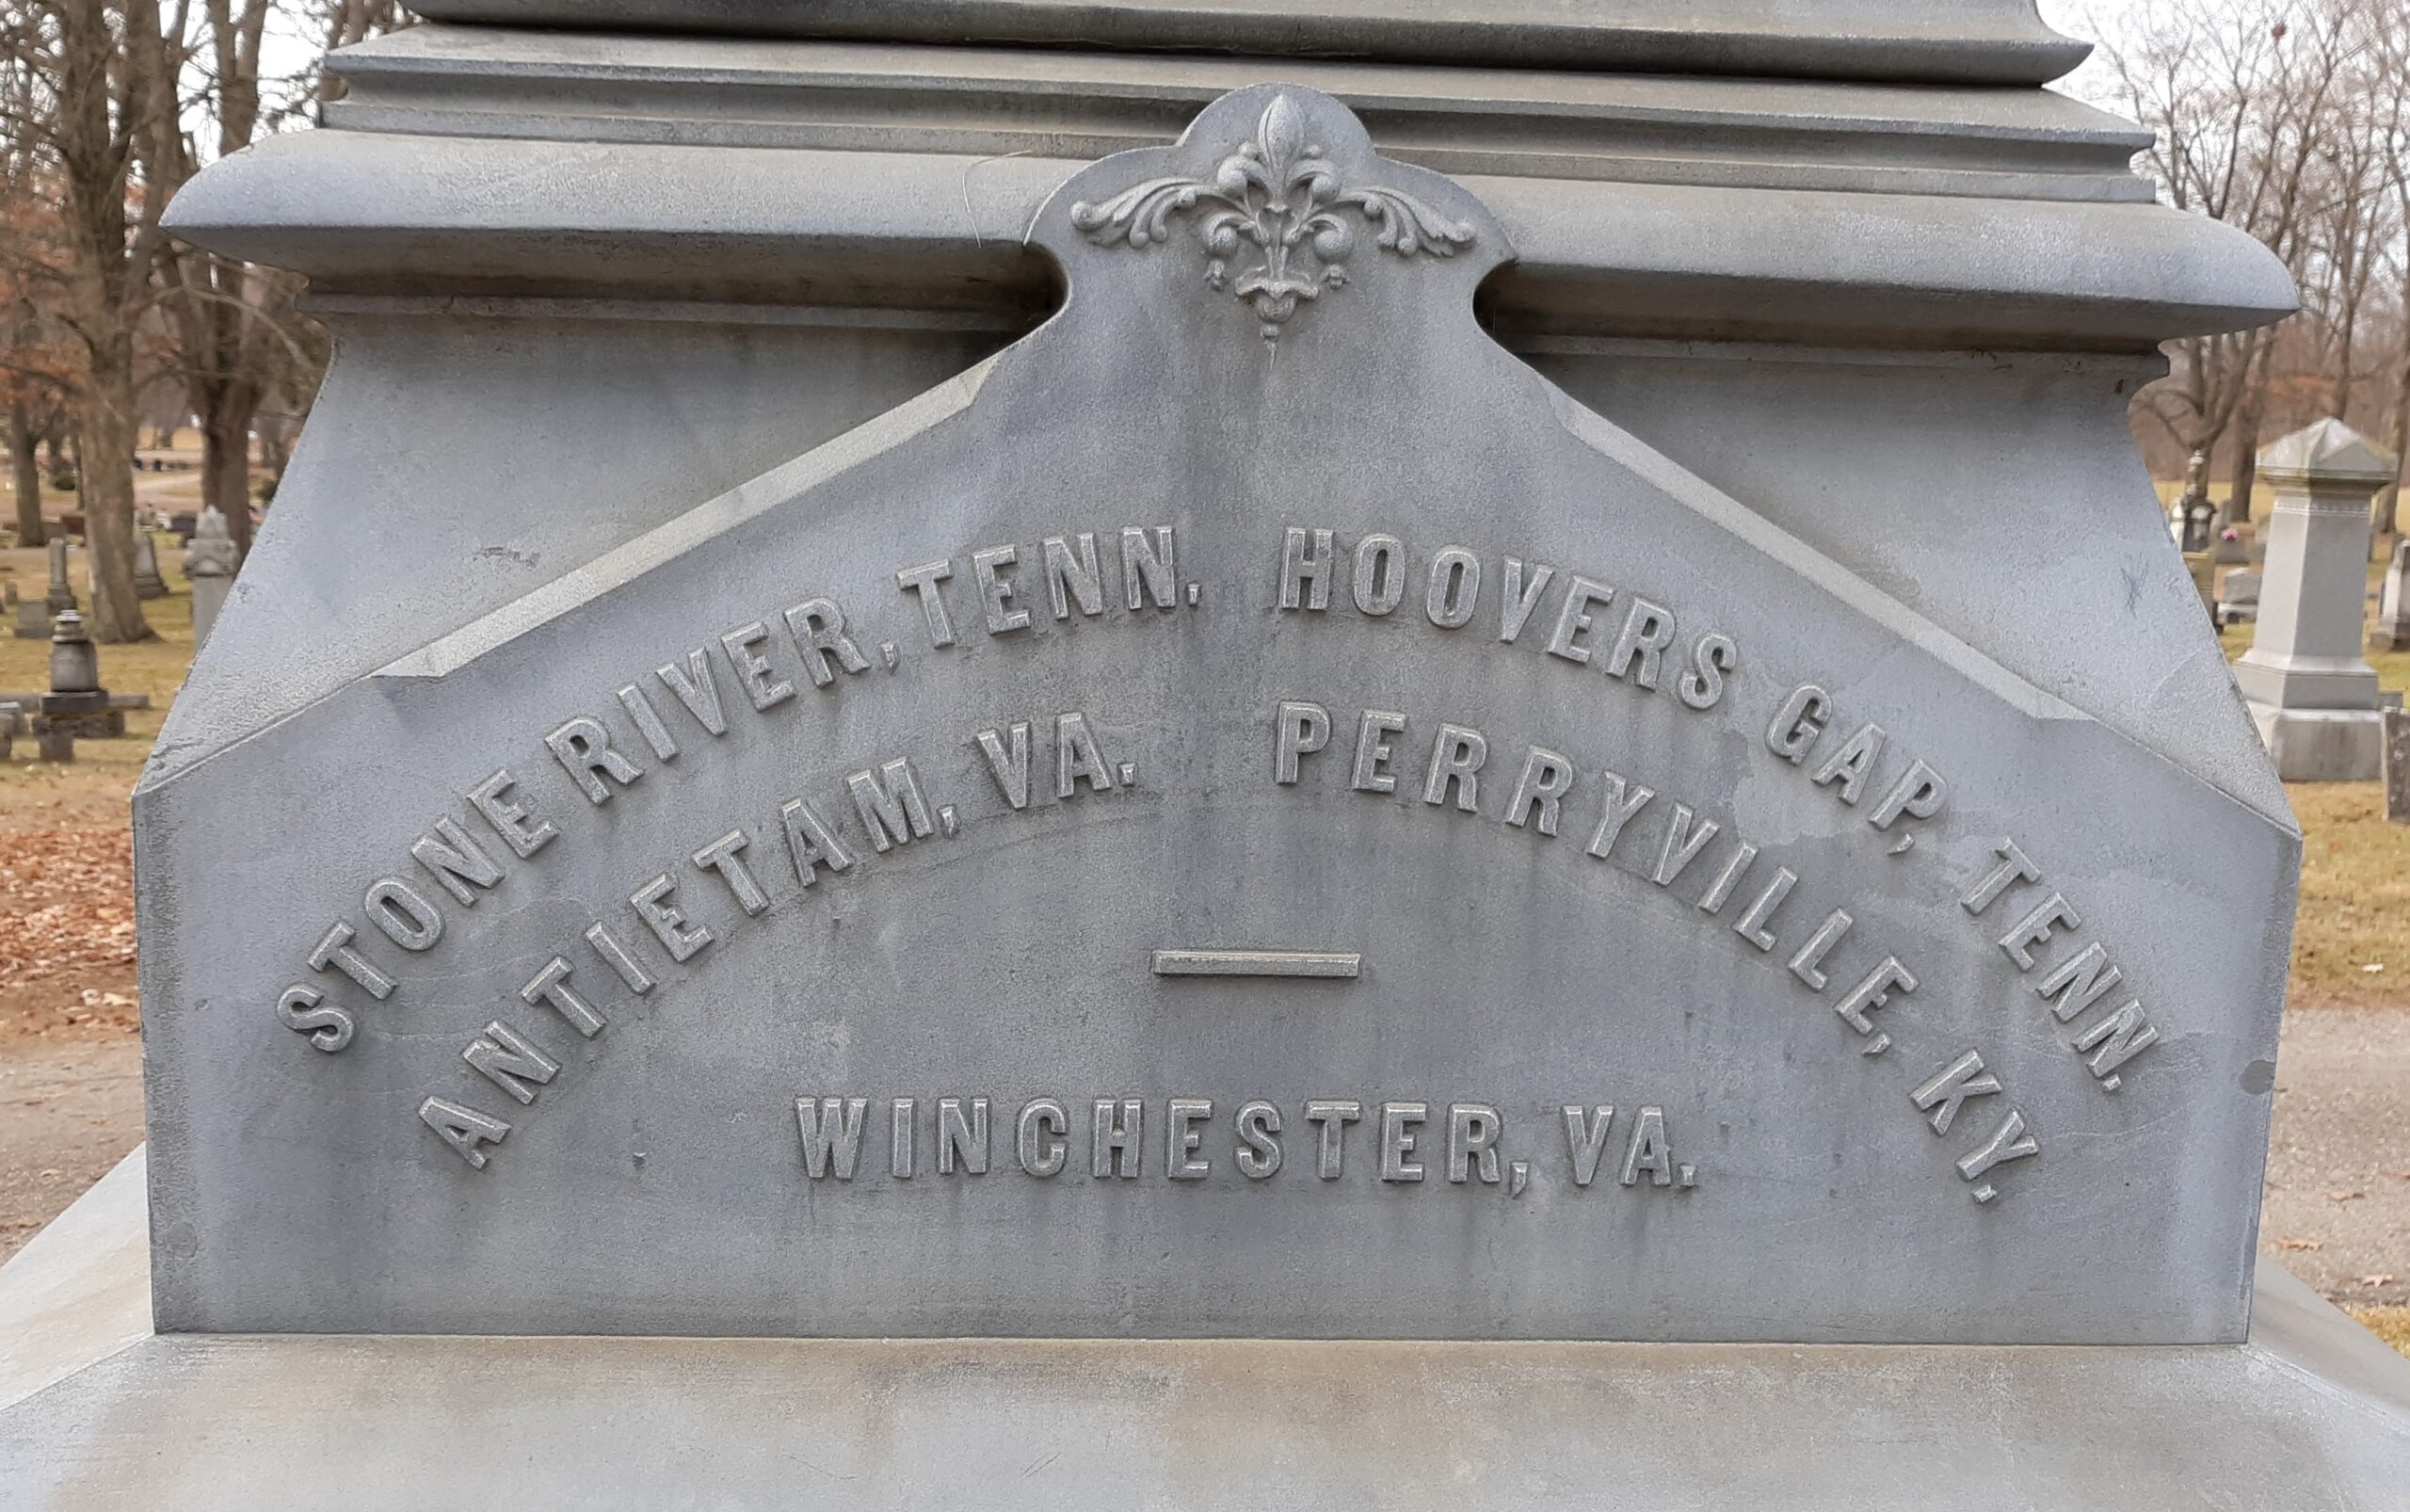 STONE RIVER, TENN. HOOVERS GAP, TENN.
ANTIETAM, VA. PERRYVILLE, KY.
WINCHESTER, VA.